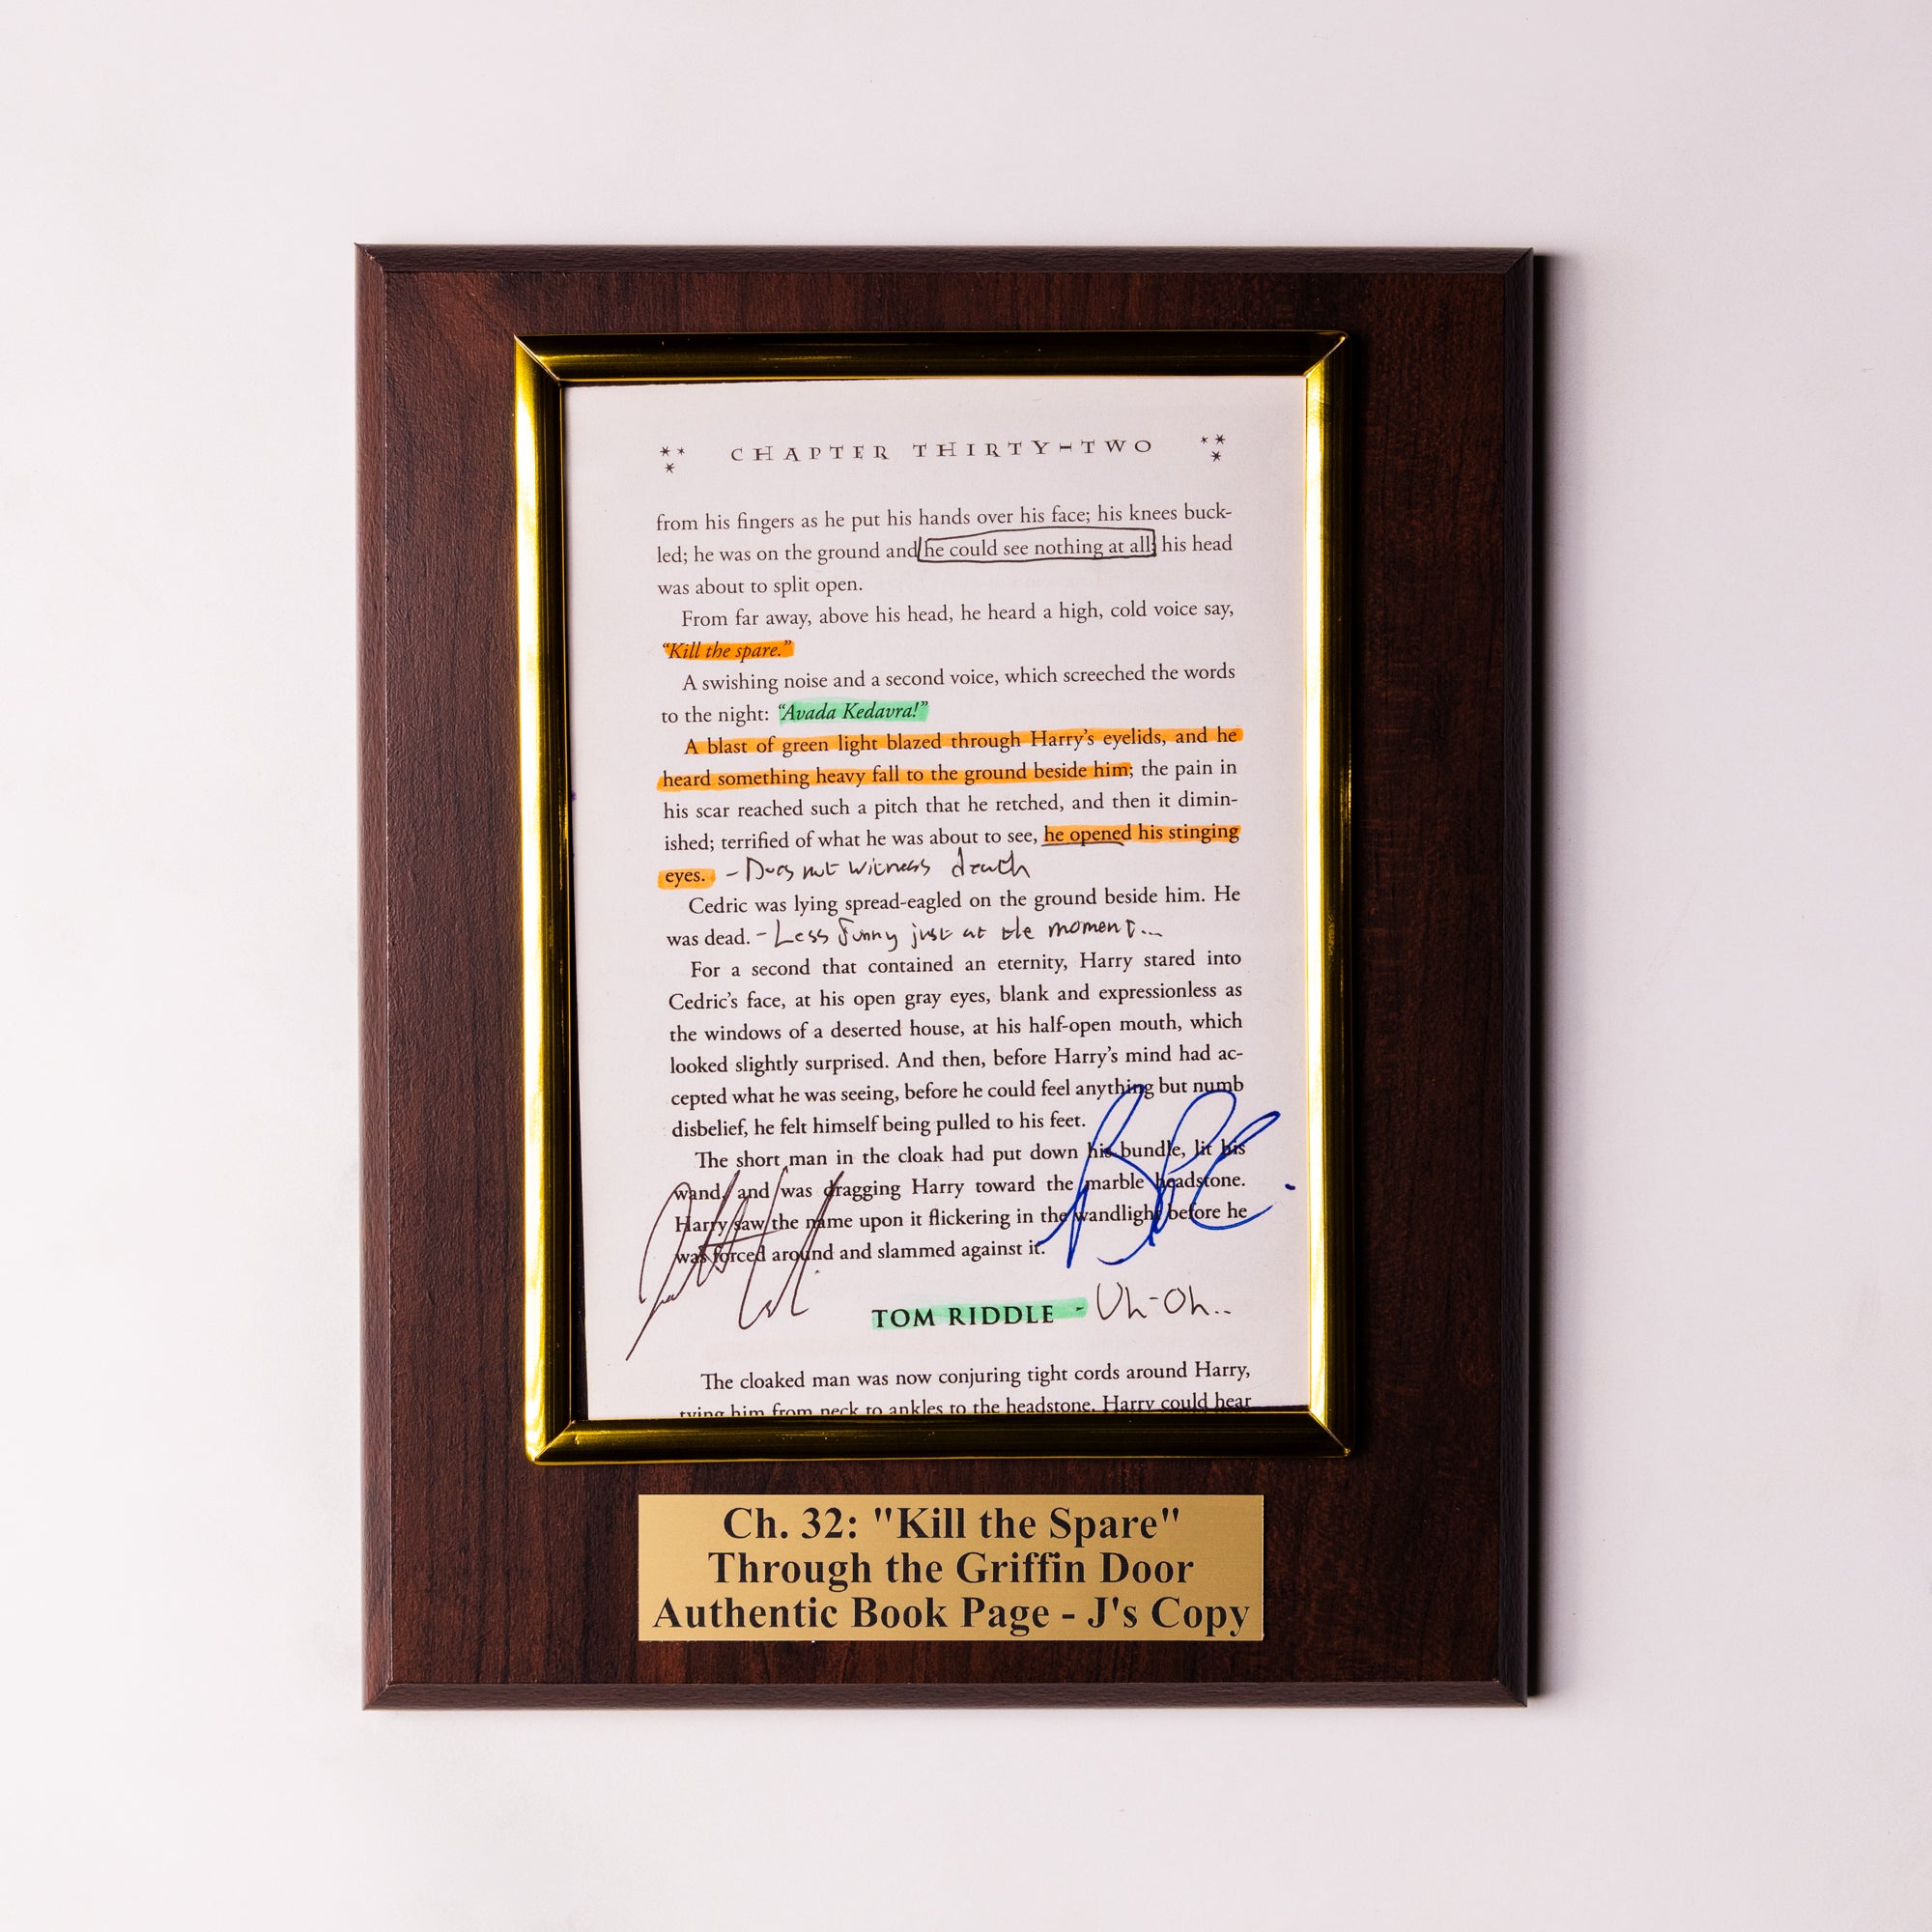 CHAPTER THIRTY-TWO
from his fingers as he put his hands over his face; his knees buck-
led; he was on the ground and he could see nothing at all; his head
was about to split open.
From far away, above his head, he heard a high, cold voice say,
“Kill the spare.”
A swishing noise and a second voice, which screeched the words
to the night: “Avada Kedavra!”
A blast of green light blazed through Harry’s eyelids, and he
heard something heavy fall to the ground beside him; the pain in
his scar reached such a pitch that he retched, and then it dimin-
ished; terrified of what he was about to see, he opened his stinging
eyes. - Does not witness death
Cedric was lying spread-eagled on the ground beside him. He
was dead. - Less funny just at the moment...
For a second that contained an eternity, Harry stared into
Cedric’s face, at his open gray eyes, blank and expressionless as
the windows of a deserted house, at his half-open mouth, which
looked slightly surprised. And then, before Harry’s mind had ac-
cepted what he was seeing, before he could feel anything but numb
disbelief, he felt himself being pulled to his feet.
The short man in the cloak had put down his bundle, lit his
wand, and was dragging Harry toward the marble headstone.
Harry saw the name upon it flickering in the wandlight before he
was forced around and slammed against it.
TOM RIDDLE - Uh-Oh..
The cloaked man was now conjuring tight cords around Harry,
tying him from neck to ankles to the headstone. Harry could hear
Ch. 32: "Kill the Spare"
Through the Griffin Door
Authentic Book Page - J's Copy